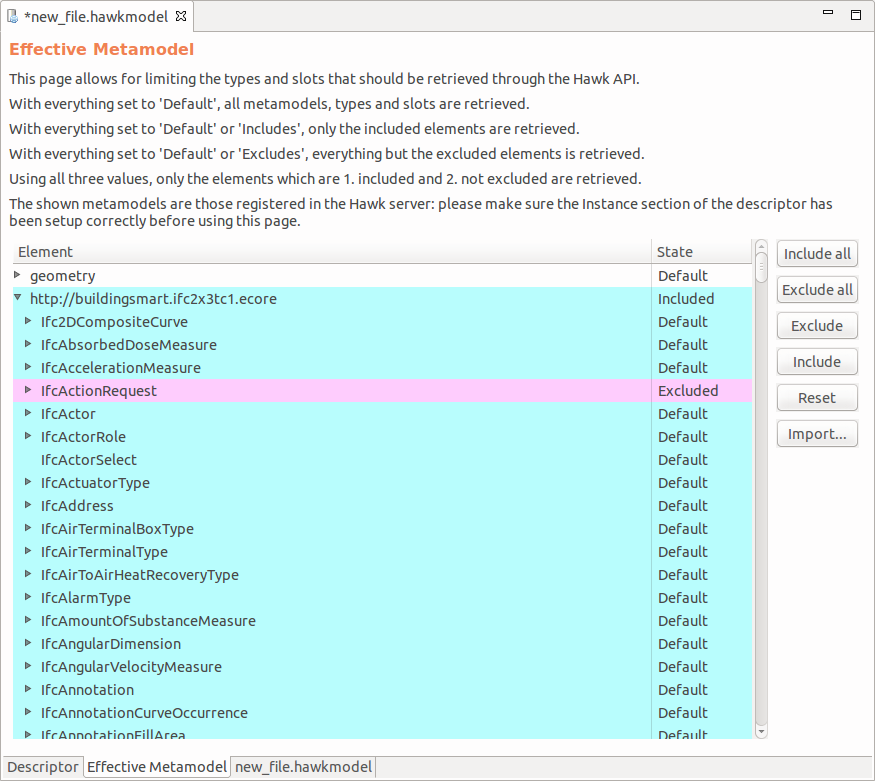 *new_file.hawkmodel
Effective Metamodel
This page allows for limiting the types and slots that should be retrieved through the Hawk API.
With everything set to 'Default', all metamodels, types and slots are retrieved.
With everything set to 'Default' or 'Includes', only the included elements are retrieved.
With everything set to 'Default' or 'Excludes', everything but the excluded elements is retrieved.
Using all three values, only the elements which are 1. included and 2. not excluded are retrieved.
The shown metamodels are those registered in the Hawk server: please make sure the Instance section of the descriptor has
been setup correctly before using this page.
Element State
geometry Default
http://buildingsmart.ifc2x3tc1.ecore Included
Ifc2DCompositeCurve Default
IfcAbsorbedDoseMeasure Default
IfcAccelerationMeasure Default
IfcActionRequest Excluded
IfcActor Default
IfcActorRole Default
IfcActorSelect Default
IfcActuatorType Default
IfcAddress Default
IfcAirTerminalBoxType Default
IfcAirTerminalType Default
IfcAirToAirHeatRecoveryType Default
IfcAlarmType Default
IfcAmountOfSubstanceMeasure Default
IfcAngularDimension Default
IfcAngularVelocityMeasure Default
IfcAnnotation Default
IfcAnnotationCurveOccurrence Default
IfcAnnotationFillArea Default
Include all
Exclude all
Exclude
Include
Reset
Import...
Descriptor Effective Metamodel new_file.hawkmodel